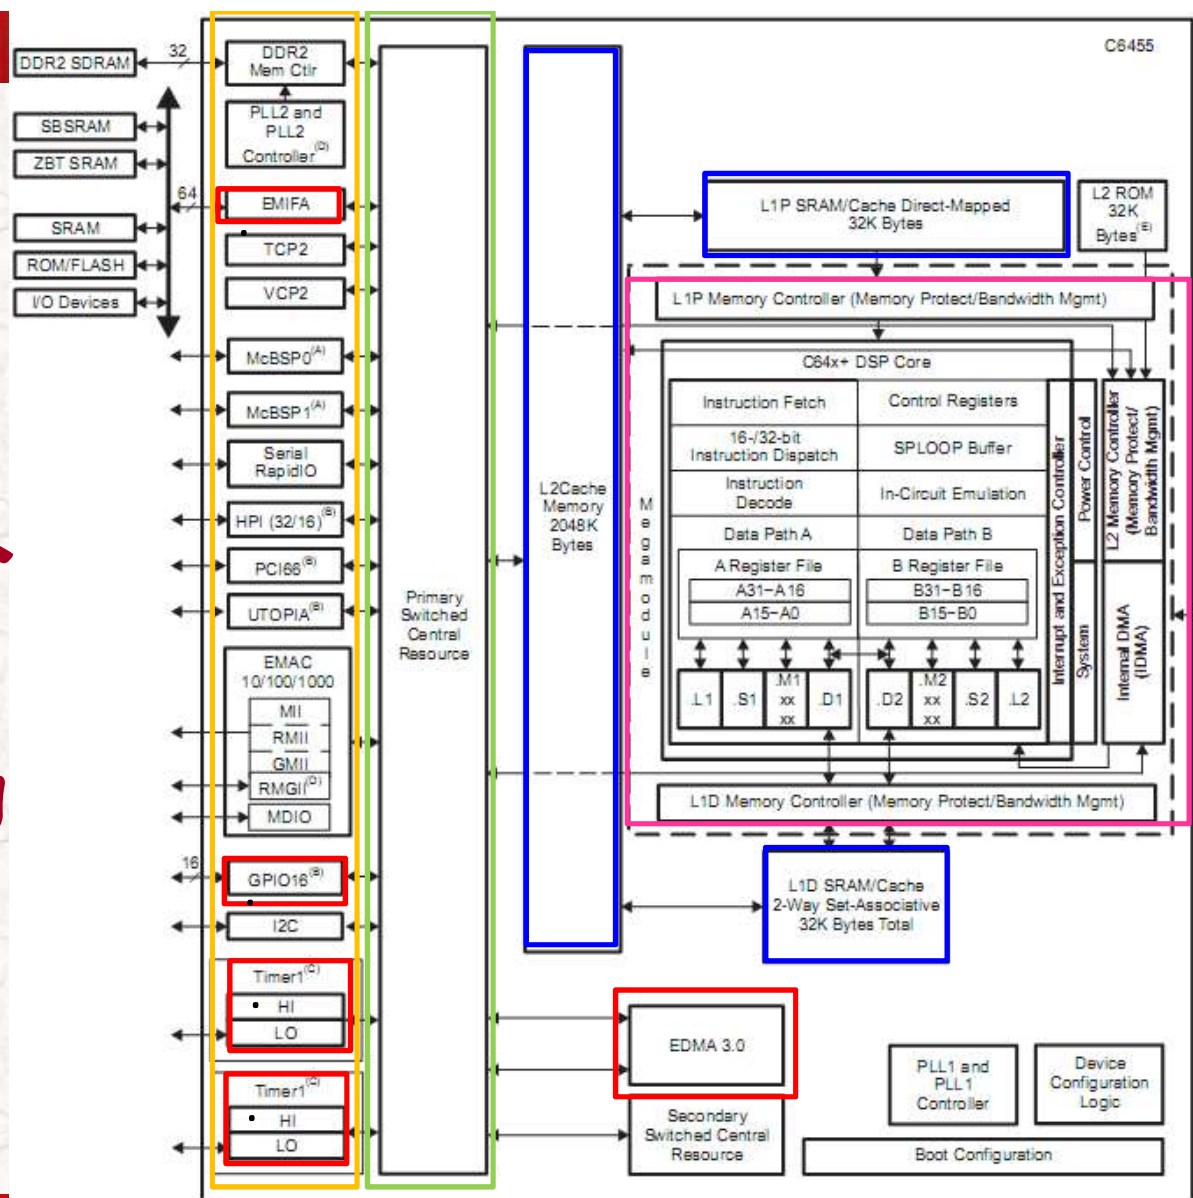 C6455
DDR2 SDRAM
32
DDR2
Mem Ctlr
PLL2 and
PLL2
Controller(D)
SBSRAM
ZBT SRAM
64
EMIFA
SRAM
ROM/FLASH
I/O Devices
TCP2
VCP2
McBSP0(A)
McBSP1(A)
Serial
RapidIO
HPI (32/16)(B)
PCI66(B)
UTOPIA(B)
EMAC
10/100/1000
MII
RMII
GMII
RMGII(D)
MDIO
16
GPIO16(B)
I2C
Timer1(C)
HI
LO
Timer1(C)
HI
LO
Primary
Switched
Central
Resource
L2Cache
Memory
2048K
Bytes
L1P SRAM/Cache Direct-Mapped
32K Bytes
L2 ROM
32K
Bytes(E)
L1P Memory Controller (Memory Protect/Bandwidth Mgmt)
C64x+ DSP Core
Instruction Fetch
Control Registers
16-/32-bit
Instruction Dispatch
SPLOOP Buffer
Instruction
Decode
In-Circuit Emulation
Data Path A
Data Path B
A Register File
B Register File
A31−A16
B31−B16
A15−A0
B15−B0
.L1
.S1
.M1
xx
xx
.D1
.D2
.M2
xx
xx
.S2
.L2
Megamodule
Interrupt and Exception Controller
Power Control
System
L2 Memory Controller
(Memory Protect/
Bandwidth Mgmt)
Internal DMA
(IDMA)
L1D Memory Controller (Memory Protect/Bandwidth Mgmt)
L1D SRAM/Cache
2-Way Set-Associative
32K Bytes Total
EDMA 3.0
Secondary
Switched Central
Resource
PLL1 and
PLL1
Controller
Device
Configuration
Logic
Boot Configuration